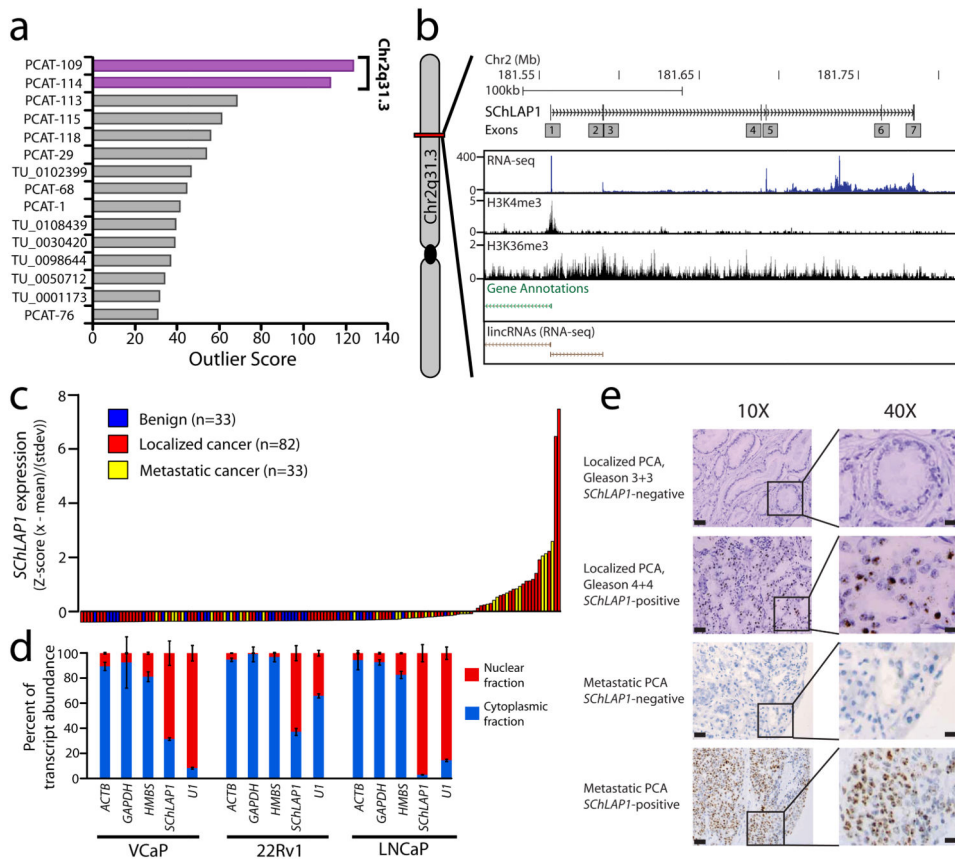 a
PCAT-109
PCAT-114
PCAT-113
PCAT-115
PCAT-118
PCAT-29
TU_0102399
PCAT-68
PCAT-1
TU_0108439
TU_0030420
TU_0098644
TU_0050712
TU_0001173
PCAT-76
0 20 40 60 80 100 120 140
Outlier Score
Chr2q31.3
b
Chr2q31.3
Chr2 (Mb)
181.55 181.65 181.75
100kb
SChLAP1
Exons
1 2 3 4 5 6 7
400
RNA-seq
0
5
H3K4me3
0
2
H3K36me3
0
Gene Annotations
lincRNAs (RNA-seq)
c
8
6
4
2
0
SChLAP1 expression
(Z-score (x - mean)/(stdev))
Benign (n=33)
Localized cancer (n=82)
Metastatic cancer (n=33)
d
Percent of
transcript abundance
100
80
60
40
20
0
Nuclear
fraction
Cytoplasmic
fraction
ACTB GAPDH HMBS SChLAP1 U1
ACTB GAPDH HMBS SChLAP1 U1
ACTB GAPDH HMBS SChLAP1 U1
VCaP 22Rv1 LNCaP
e
10X 40X
Localized PCA,
Gleason 3+3
SChLAP1-negative
Localized PCA,
Gleason 4+4
SChLAP1-positive
Metastatic PCA
SChLAP1-negative
Metastatic PCA
SChLAP1-positive